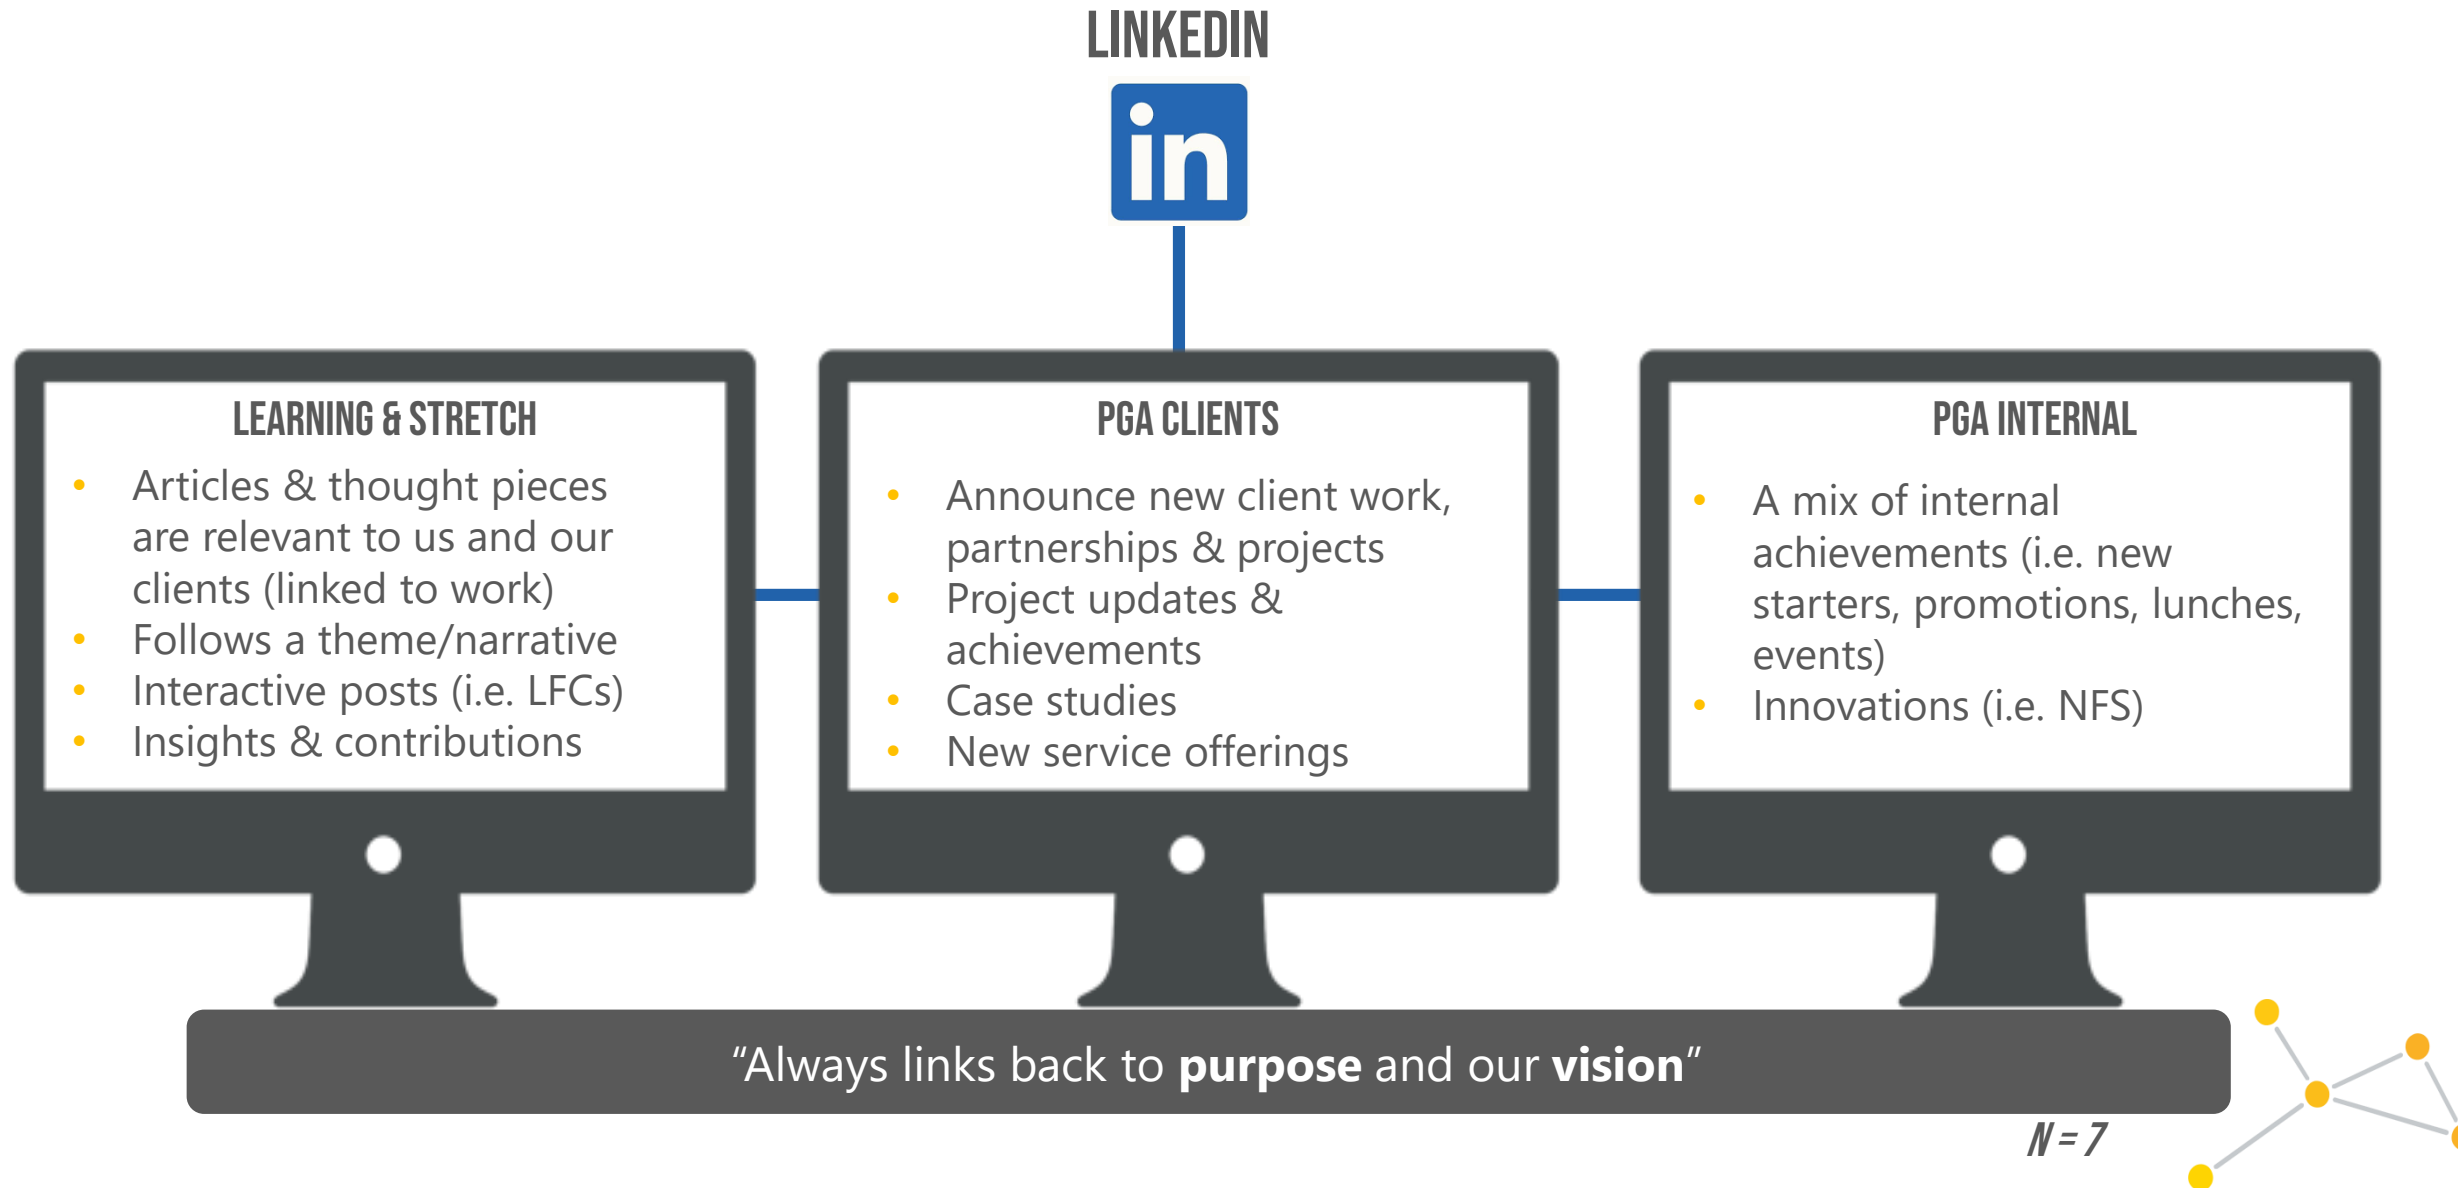 LINKEDIN
in
LEARNING & STRETCH
• Articles & thought pieces
are relevant to us and our
clients (linked to work)
• Follows a theme/narrative
• Interactive posts (i.e. LFCs)
• Insights & contributions
PGA CLIENTS
• Announce new client work,
partnerships & projects
• Project updates &
achievements
• Case studies
• New service offerings
PGA INTERNAL
• A mix of internal
achievements (i.e. new
starters, promotions, lunches,
events)
• Innovations (i.e. NFS)
“Always links back to purpose and our vision”
N = 7